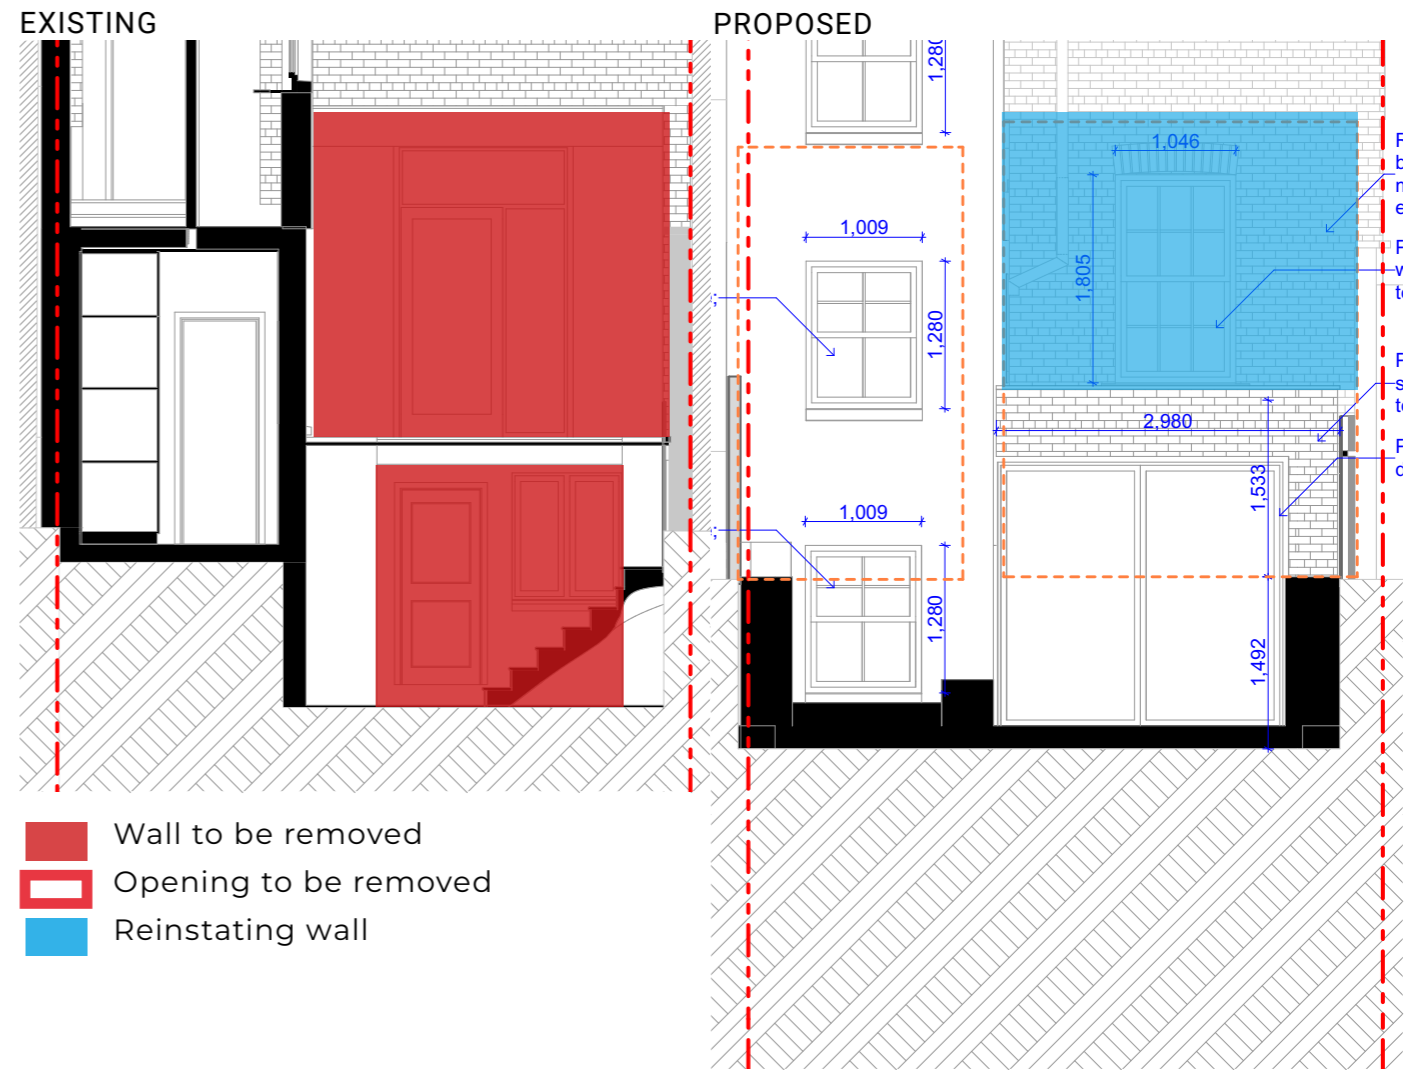 EXISTING
PROPOSED
1,280
1,046
1,009
1,805
1,280
2,980
1,533
1,009
1,280
1,492
Wall to be removed
Opening to be removed
Reinstating wall